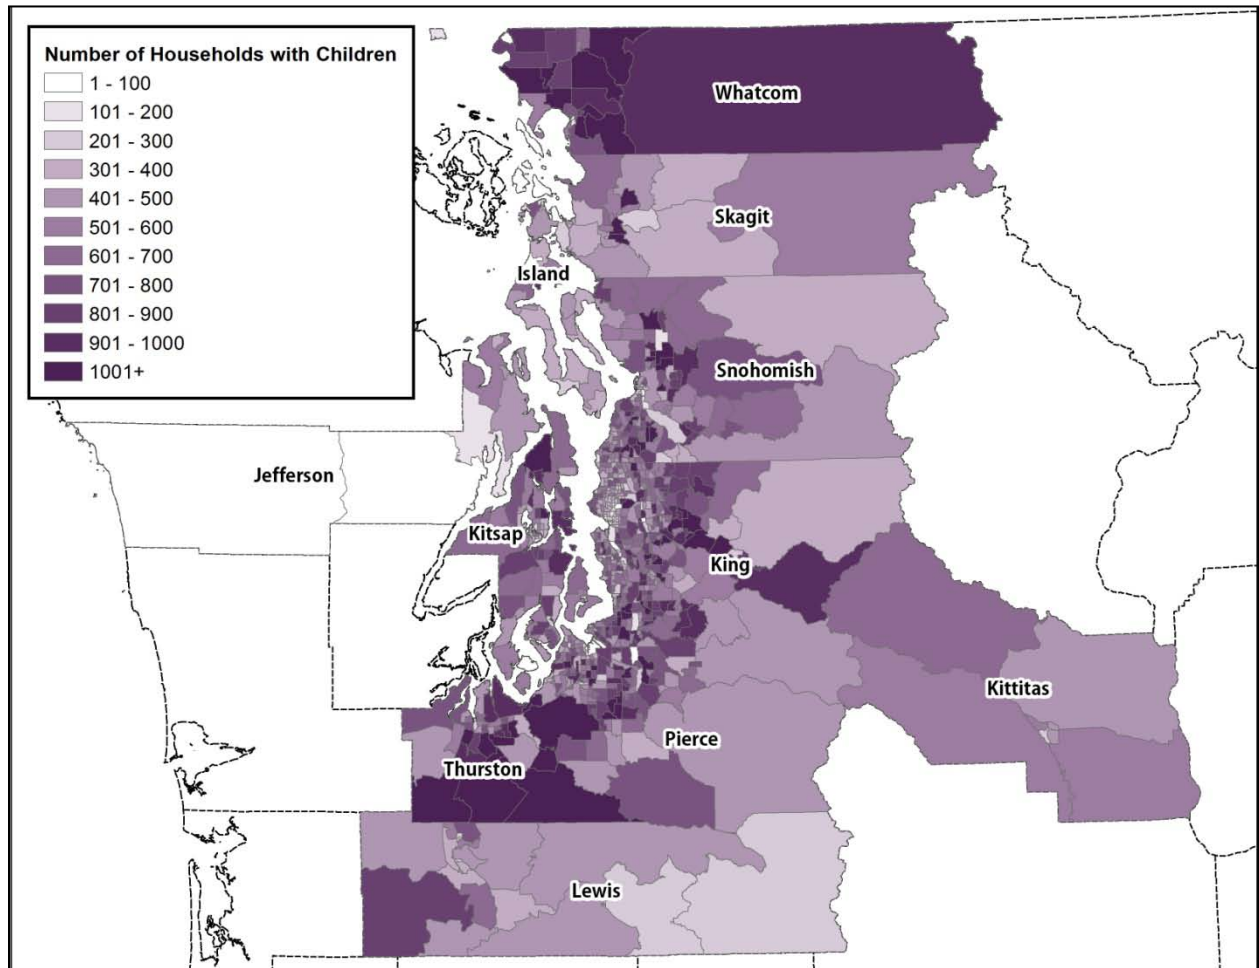 Number of Households with Children
1 - 100
101 - 200
201 - 300
301 - 400
401 - 500
501 - 600
601 - 700
701 - 800
801 - 900
901 - 1000
1001+
Whatcom
Skagit
Island
Snohomish
Jefferson
Kitsap
King
Kittitas
Pierce
Thurston
Lewis